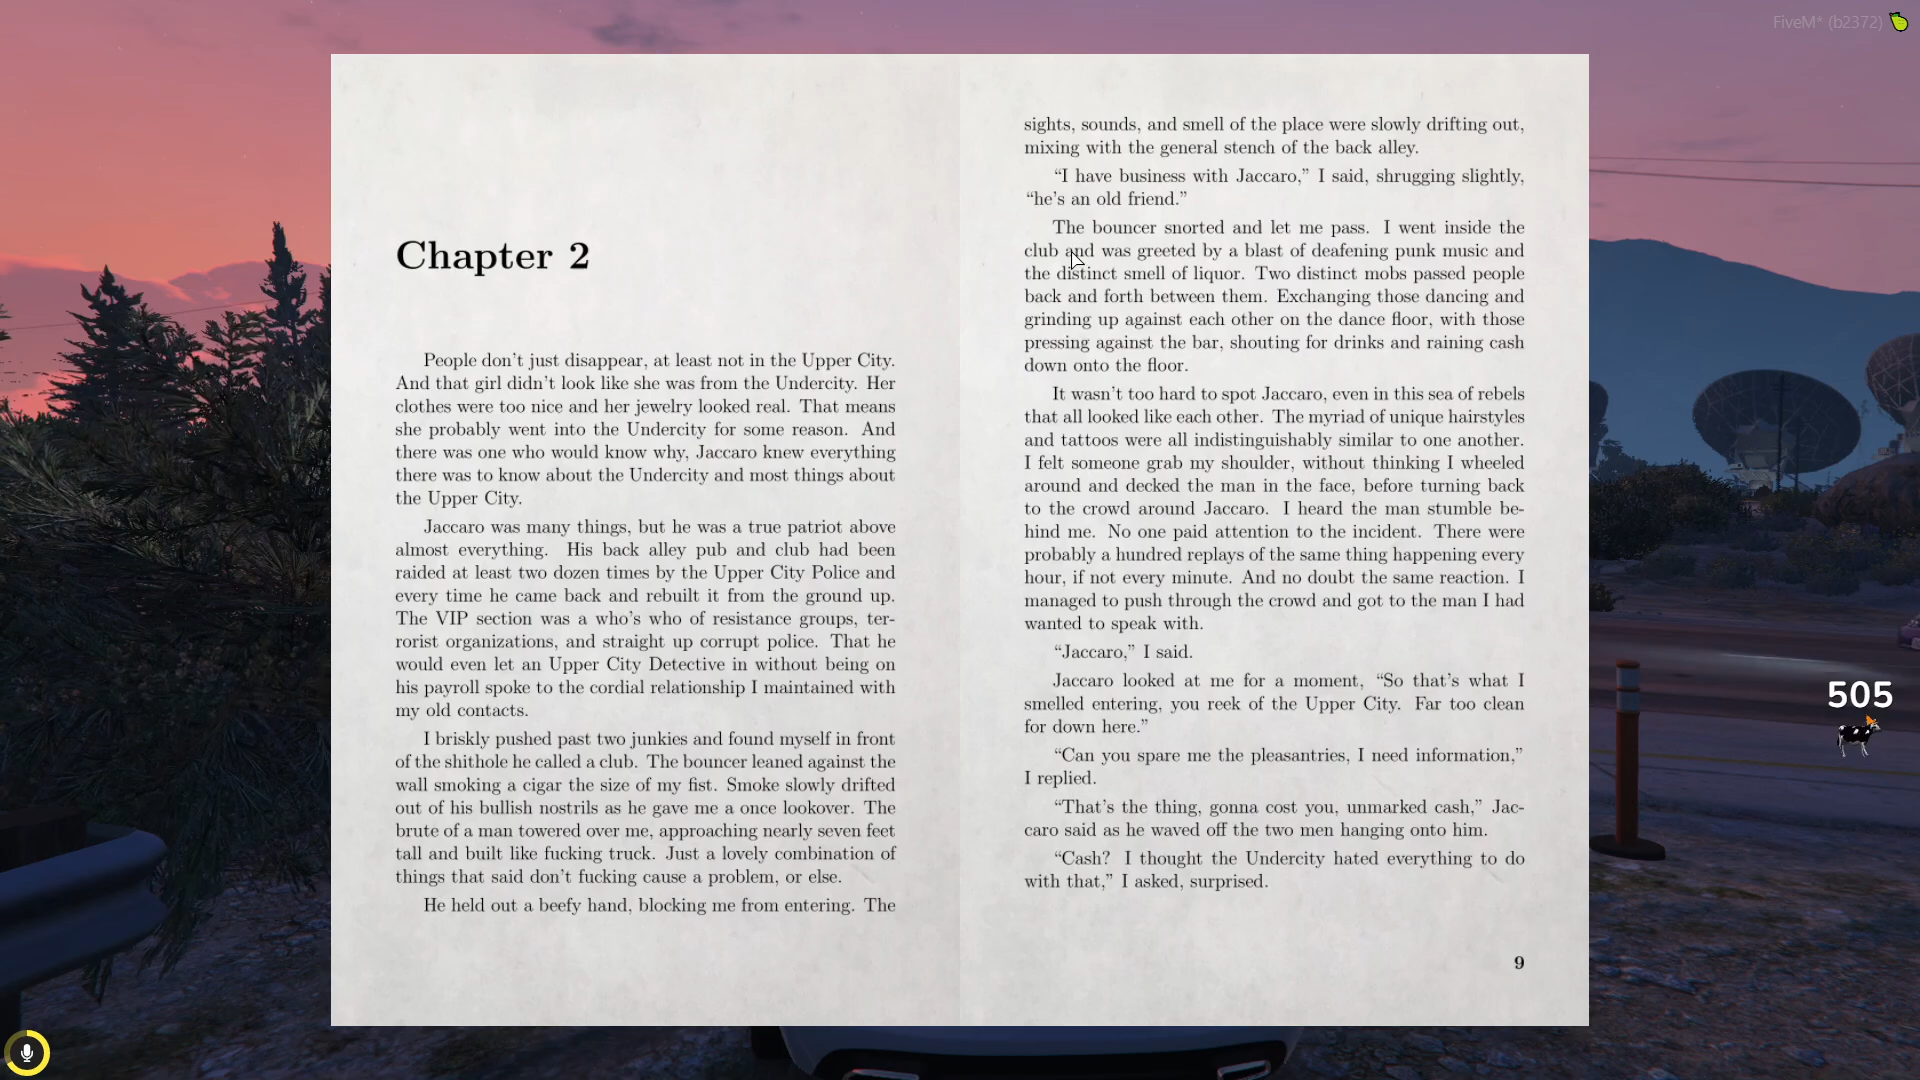 FiveM* (b2372)
Chapter 2
People don't just disappear, at least not in the Upper City.
And that girl didn't look like she was from the Undercity. Her
clothes were too nice and her jewelry looked real. That means
she probably went into the Undercity for some reason. And
there was one who would know why, Jaccaro knew everything
there was to know about the Undercity and most things about
the Upper City.
Jaccaro was many things, but he was a true patriot above
almost everything. His back alley pub and club had been
raided at least two dozen times by the Upper City Police and
every time he came back and rebuilt it from the ground up.
The VIP section was a who's who of resistance groups, ter-
rorist organizations, and straight up corrupt police. That he
would even let an Upper City Detective in without being on
his payroll spoke to the cordial relationship I maintained with
my old contacts.
I briskly pushed past two junkies and found myself in front
of the shithole he called a club. The bouncer leaned against the
wall smoking a cigar the size of my fist. Smoke slowly drifted
out of his bullish nostrils as he gave me a once lookover. The
brute of a man towered over me, approaching nearly seven feet
tall and built like fucking truck. Just a lovely combination of
things that said don't fucking cause a problem, or else.
He held out a beefy hand, blocking me from entering. The
sights, sounds, and smell of the place were slowly drifting out,
mixing with the general stench of the back alley.
“I have business with Jaccaro,” I said, shrugging slightly,
“he's an old friend.”
The bouncer snorted and let me pass. I went inside the
club and was greeted by a blast of deafening punk music and
the distinct smell of liquor. Two distinct mobs passed people
back and forth between them. Exchanging those dancing and
grinding up against each other on the dance floor, with those
pressing against the bar, shouting for drinks and raining cash
down onto the floor.
It wasn't too hard to spot Jaccaro, even in this sea of rebels
that all looked like each other. The myriad of unique hairstyles
and tattoos were all indistinguishably similar to one another.
I felt someone grab my shoulder, without thinking I wheeled
around and decked the man in the face, before turning back
to the crowd around Jaccaro. I heard the man stumble be-
hind me. No one paid attention to the incident. There were
probably a hundred replays of the same thing happening every
hour, if not every minute. And no doubt the same reaction. I
managed to push through the crowd and got to the man I had
wanted to speak with.
“Jaccaro,” I said.
Jaccaro looked at me for a moment, “So that's what I
smelled entering, you reek of the Upper City. Far too clean
for down here.”
“Can you spare me the pleasantries, I need information,”
I replied.
“That's the thing, gonna cost you, unmarked cash,” Jac-
caro said as he waved off the two men hanging onto him.
“Cash? I thought the Undercity hated everything to do
with that,” I asked, surprised.
9
505